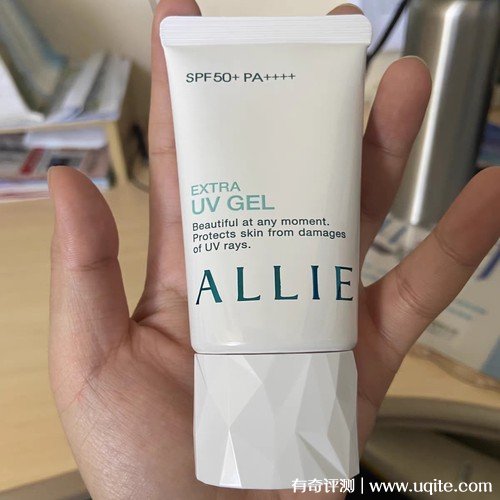 SPF50+ PA++++
EXTRA
UV GEL
Beautiful at any moment.
Protects skin from damages
of UV rays.
ALLIE
有奇评测 | www.uqite.com